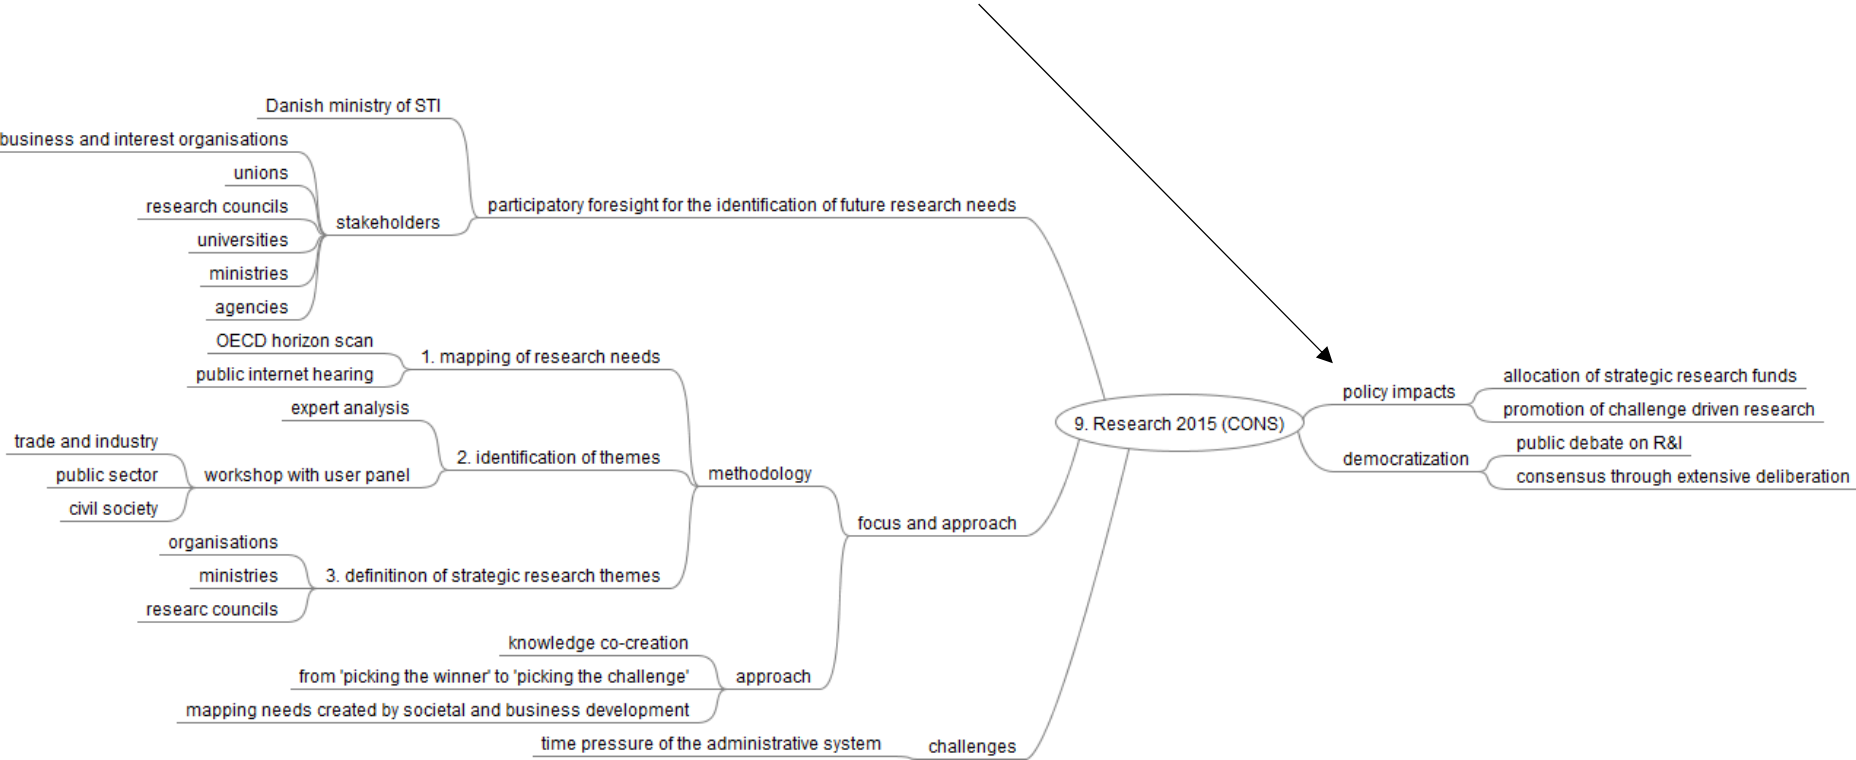 Danish ministry of STI
business and interest organisations
unions
research councils
universities
ministries
agencies
stakeholders
participatory foresight for the identification of future research needs
OECD horizon scan
public internet hearing
1. mapping of research needs
expert analysis
trade and industry
public sector
civil society
workshop with user panel
2. identification of themes
organisations
ministries
researc councils
3. definitinon of strategic research themes
methodology
knowledge co-creation
from 'picking the winner' to 'picking the challenge'
mapping needs created by societal and business development
approach
focus and approach
time pressure of the administrative system
challenges
9. Research 2015 (CONS)
policy impacts
allocation of strategic research funds
promotion of challenge driven research
democratization
public debate on R&I
consensus through extensive deliberation